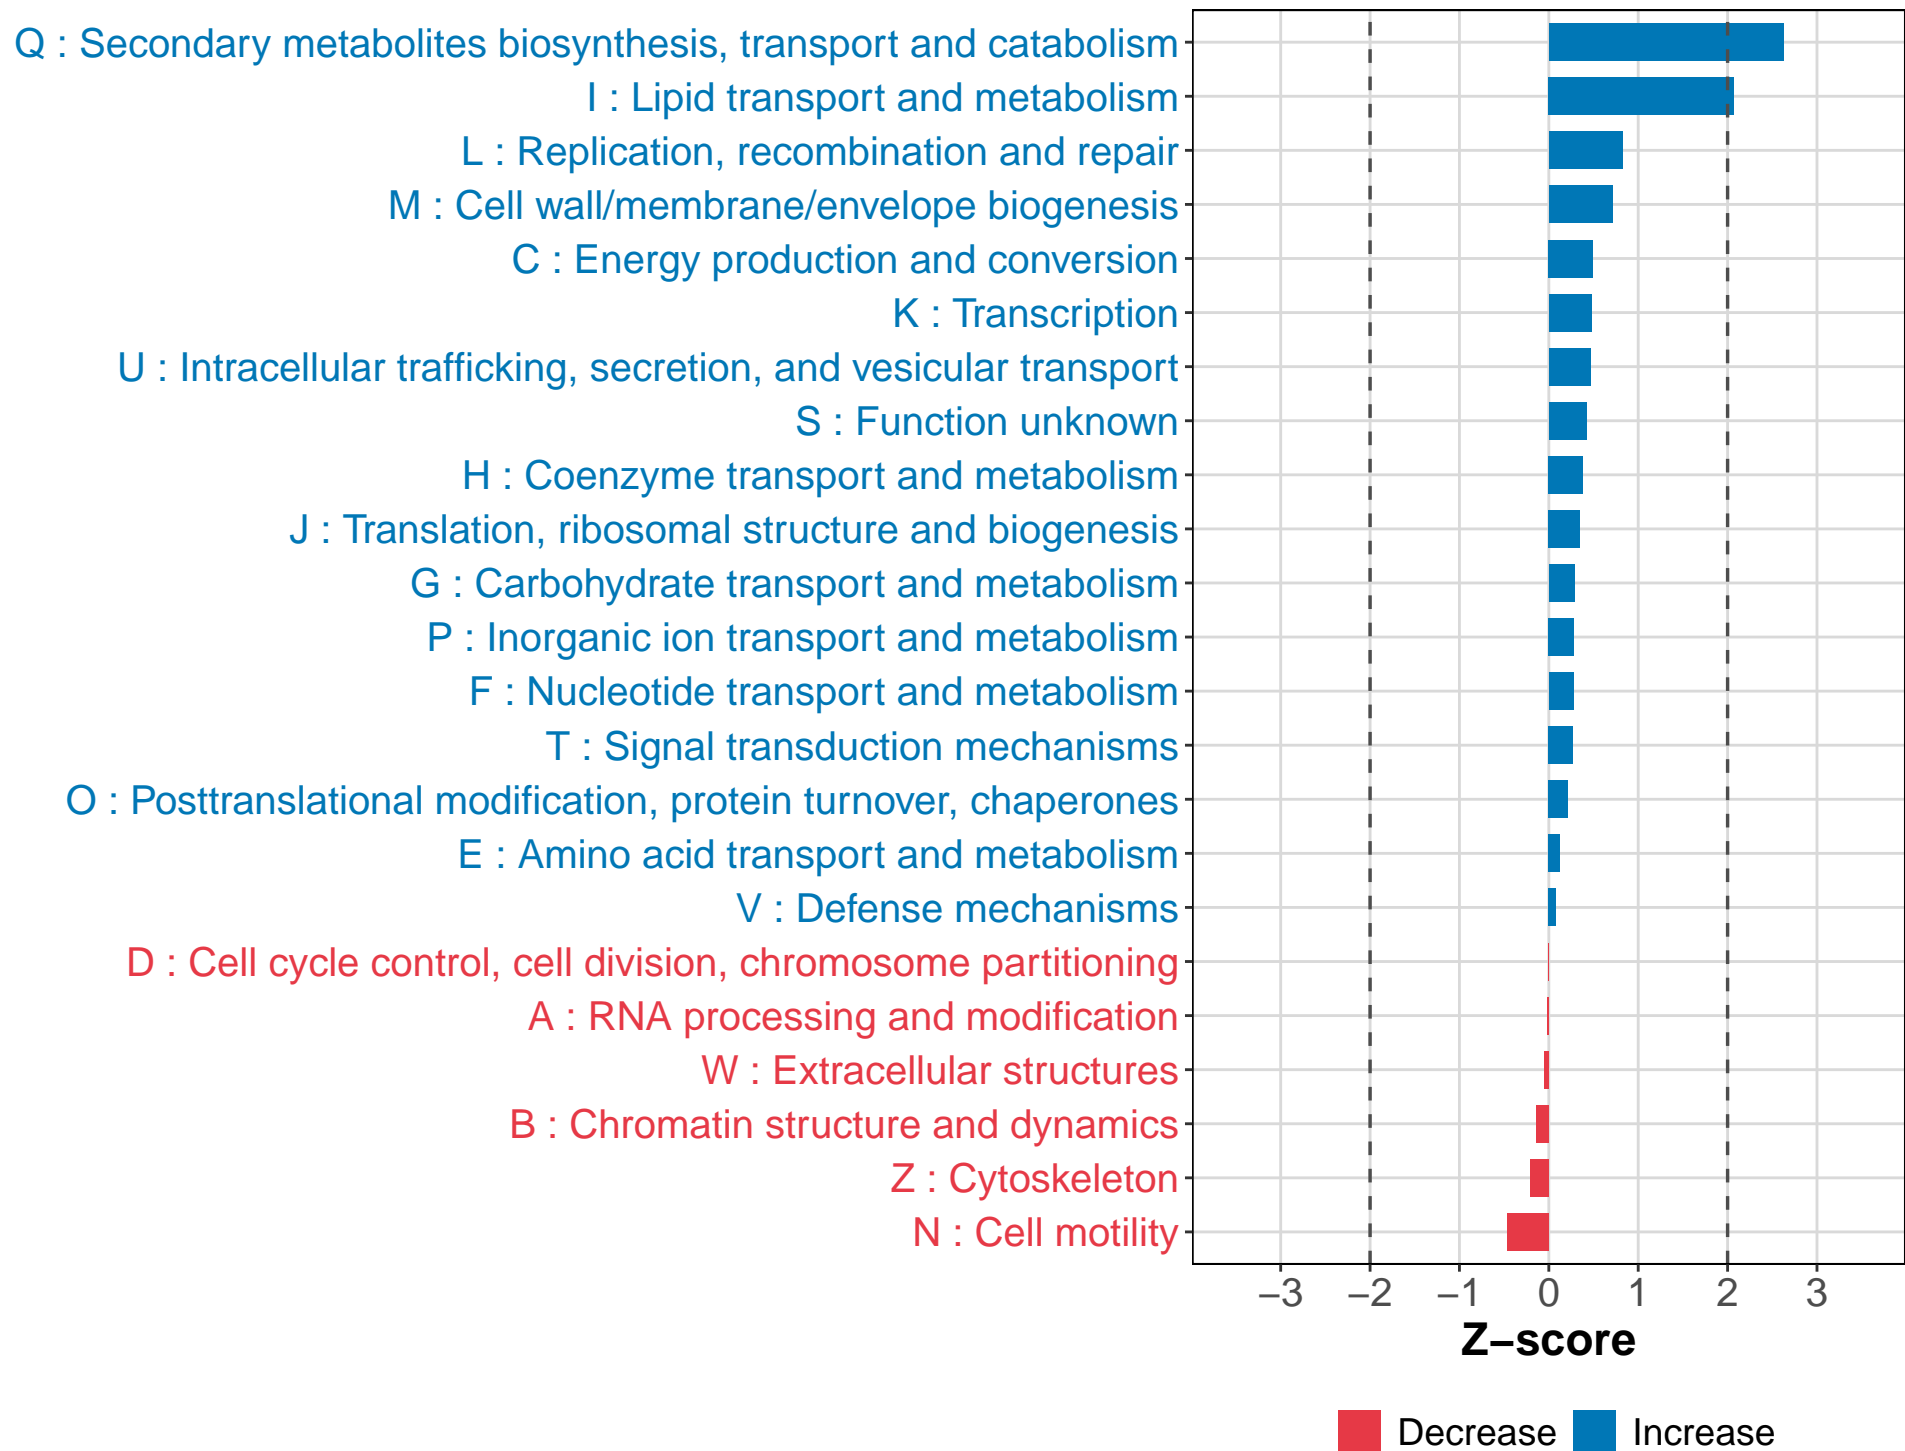 Q : Secondary metabolites biosynthesis, transport and catabolism
I : Lipid transport and metabolism
L : Replication, recombination and repair
M : Cell wall/membrane/envelope biogenesis
C : Energy production and conversion
K : Transcription
U : Intracellular trafficking, secretion, and vesicular transport
S : Function unknown
H : Coenzyme transport and metabolism
J : Translation, ribosomal structure and biogenesis
G : Carbohydrate transport and metabolism
P : Inorganic ion transport and metabolism
F : Nucleotide transport and metabolism
T : Signal transduction mechanisms
O : Posttranslational modification, protein turnover, chaperones
E : Amino acid transport and metabolism
V : Defense mechanisms
D : Cell cycle control, cell division, chromosome partitioning
A : RNA processing and modification
W : Extracellular structures
B : Chromatin structure and dynamics
Z : Cytoskeleton
N : Cell motility
−3 −2 −1 0 1 2 3
Z−score
Decrease Increase